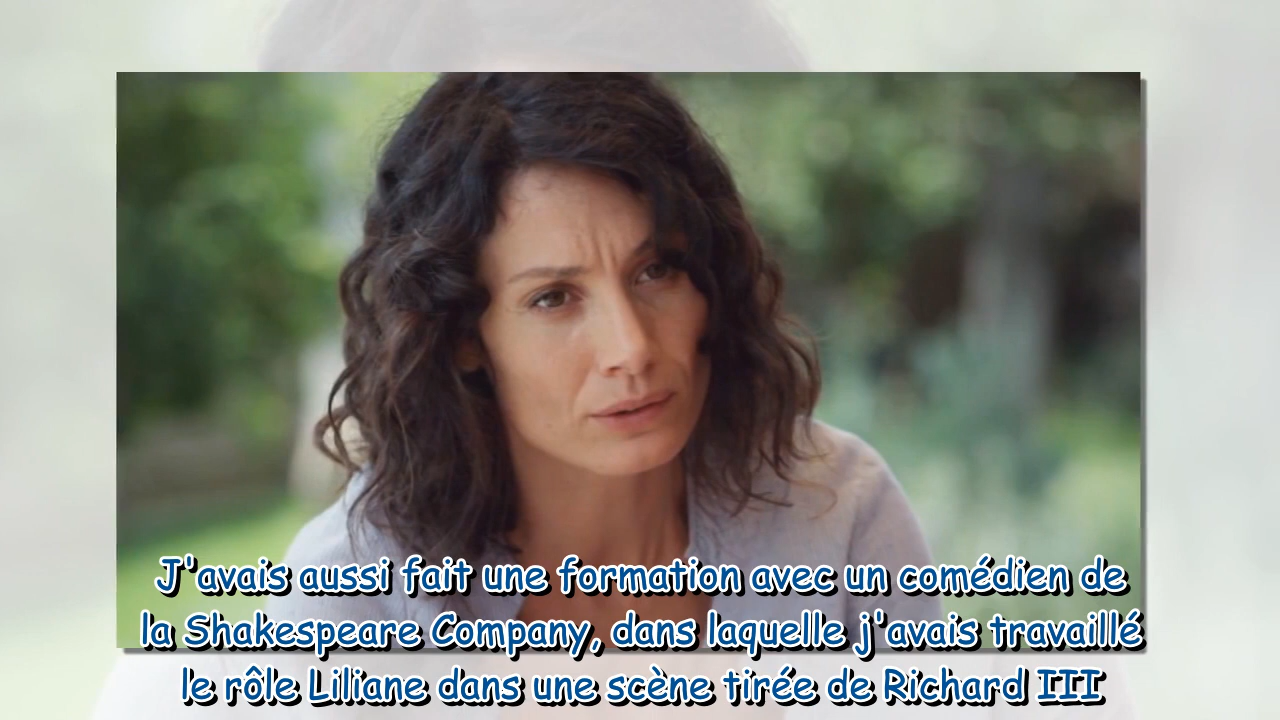 J'avais aussi fait une formation avec un comédien de
la Shakespeare Company, dans laquelle j'avais travaillé
le rôle Liliane dans une scène tirée de Richard III